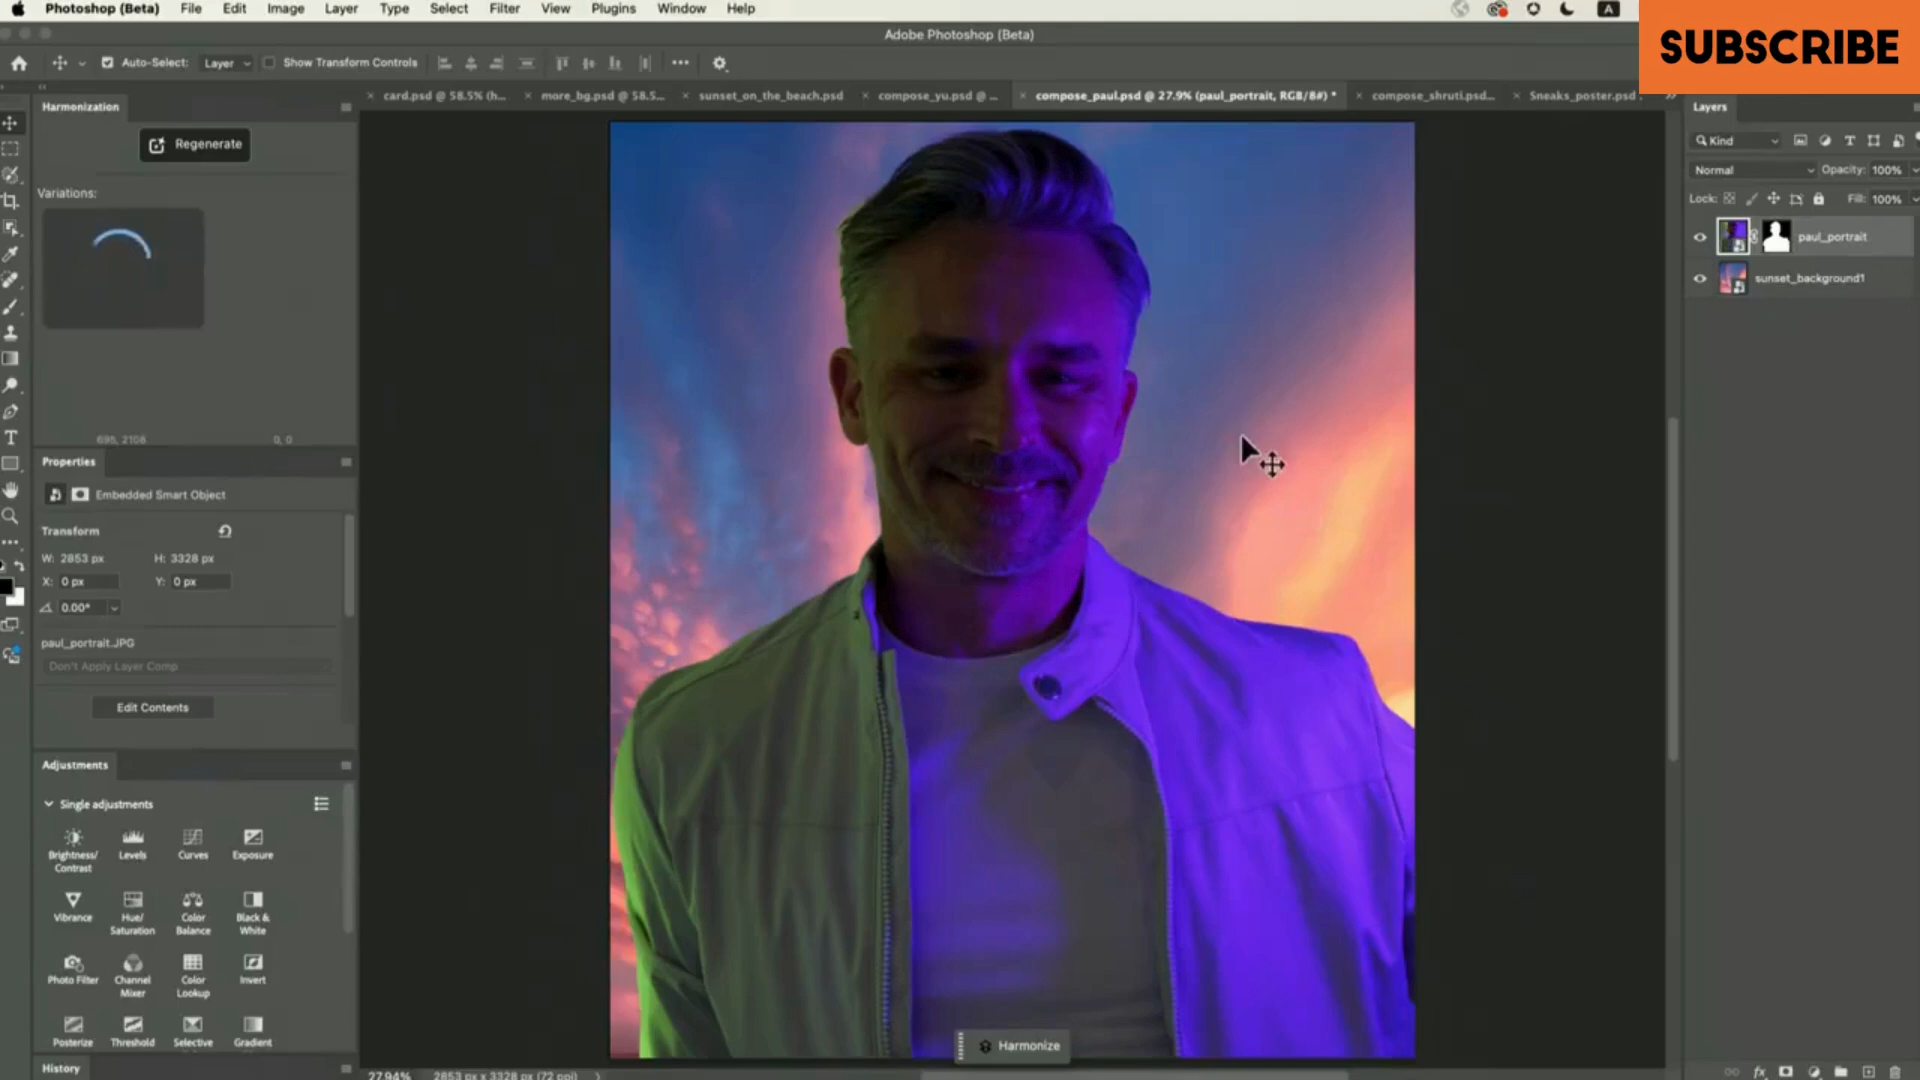 Photoshop (Beta) File Edit Image Layer Type Select Filter View Plugins Window Help
A
SUBSCRIBE
Adobe Photoshop (Beta)
Auto-Select: Layer Show Transform Controls
card.psd @ 58.5% (h... more_bg.psd @ 58.5... sunset_on_the_beach.psd compose_yu.psd @ ... compose_paul.psd @ 27.9% (paul_portrait, RGB/8#) * compose_shruti.psd... Sneaks_poster.psd
Harmonization
Regenerate
Variations:
695, 2108 0, 0
Properties
Embedded Smart Object
Transform
W: 2853 px H: 3328 px
X: 0 px Y: 0 px
0.00°
paul_portrait.JPG
Don't Apply Layer Comp
Edit Contents
Adjustments
Single adjustments
Brightness/
Contrast
Levels
Curves
Exposure
Vibrance
Hue/
Saturation
Color
Balance
Black &
White
Photo Filter
Channel
Mixer
Color
Lookup
Invert
Posterize
Threshold
Selective
Gradient
History
Harmonize
27.94% 2853 px x 3328 px (72 ppi)
Layers
Kind
Normal Opacity: 100%
Lock: Fill: 100%
paul_portrait
sunset_background1
fx